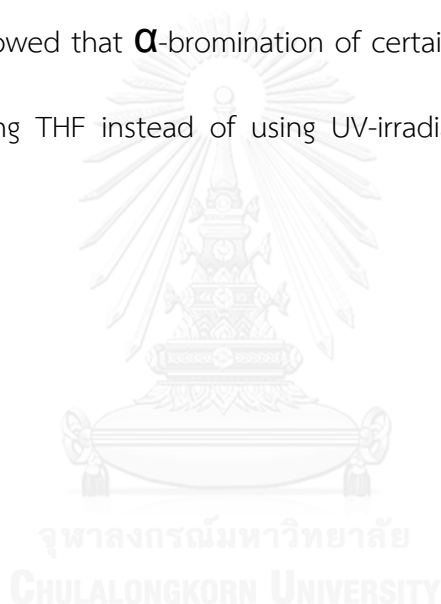 owed that α-bromination of certai
ng THF instead of using UV-irradia
จุฬาลงกรณ์มหาวิทยาลัย
CHULALONGKORN UNIVERSITY